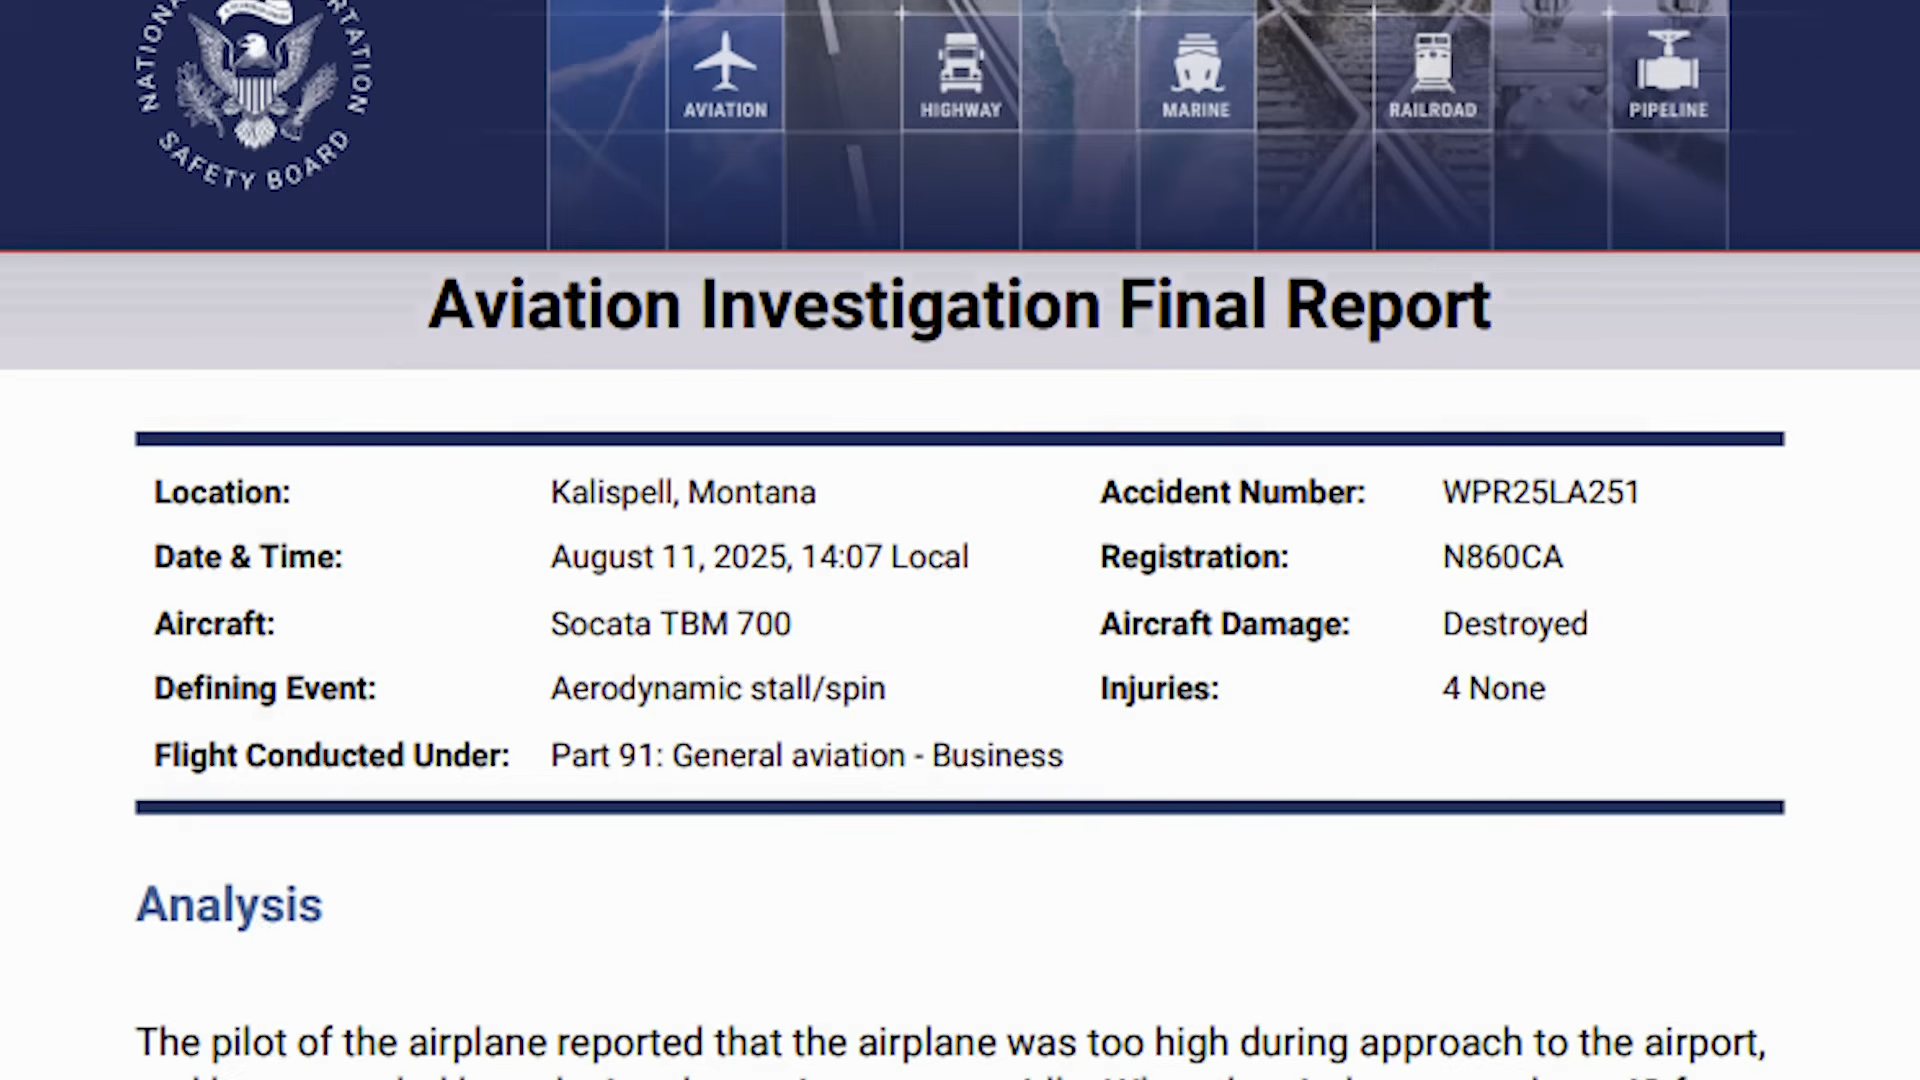 NATIONA RTATION
SAFETY BOARD
AVIATION HIGHWAY MARINE RAILROAD PIPELINE
Aviation Investigation Final Report
Location: Kalispell, Montana Accident Number: WPR25LA251
Date & Time: August 11, 2025, 14:07 Local Registration: N860CA
Aircraft: Socata TBM 700 Aircraft Damage: Destroyed
Defining Event: Aerodynamic stall/spin Injuries: 4 None
Flight Conducted Under: Part 91: General aviation - Business
Analysis
The pilot of the airplane reported that the airplane was too high during approach to the airport,